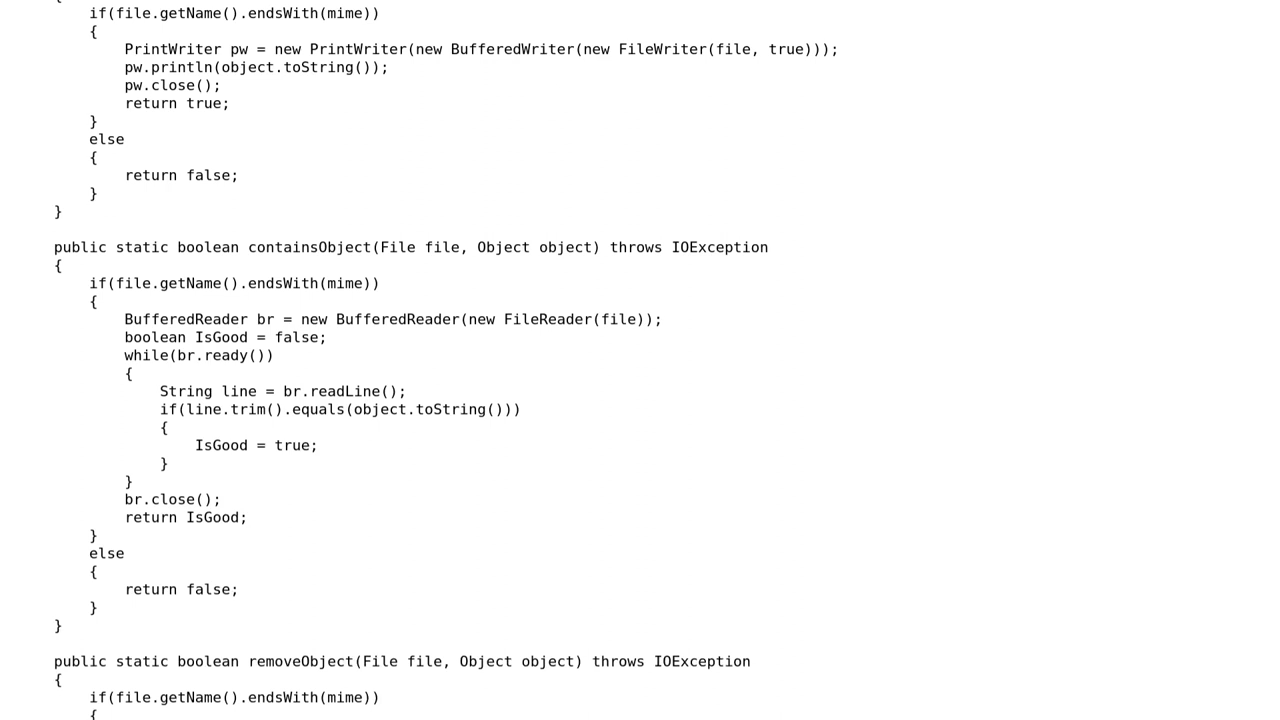 {
if(file.getName().endsWith(mime))
{
PrintWriter pw = new PrintWriter(new BufferedWriter(new FileWriter(file, true)));
pw.println(object.toString());
pw.close();
return true;
}
else
{
return false;
}
}
public static boolean containsObject(File file, Object object) throws IOException
{
if(file.getName().endsWith(mime))
{
BufferedReader br = new BufferedReader(new FileReader(file));
boolean IsGood = false;
while(br.ready())
{
String line = br.readLine();
if(line.trim().equals(object.toString()))
{
IsGood = true;
}
}
br.close();
return IsGood;
}
else
{
return false;
}
}
public static boolean removeObject(File file, Object object) throws IOException
{
if(file.getName().endsWith(mime))
{